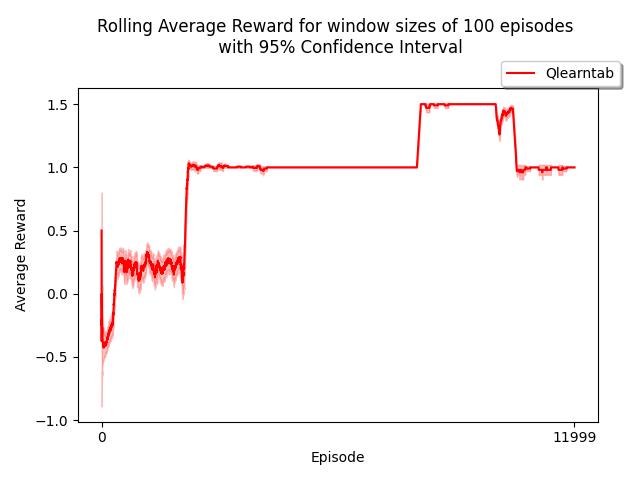 Rolling Average Reward for window sizes of 100 episodes
with 95% Confidence Interval
Qlearntab
1.5
1.0
0.5
0.0
−0.5
−1.0
Average Reward
0
11999
Episode